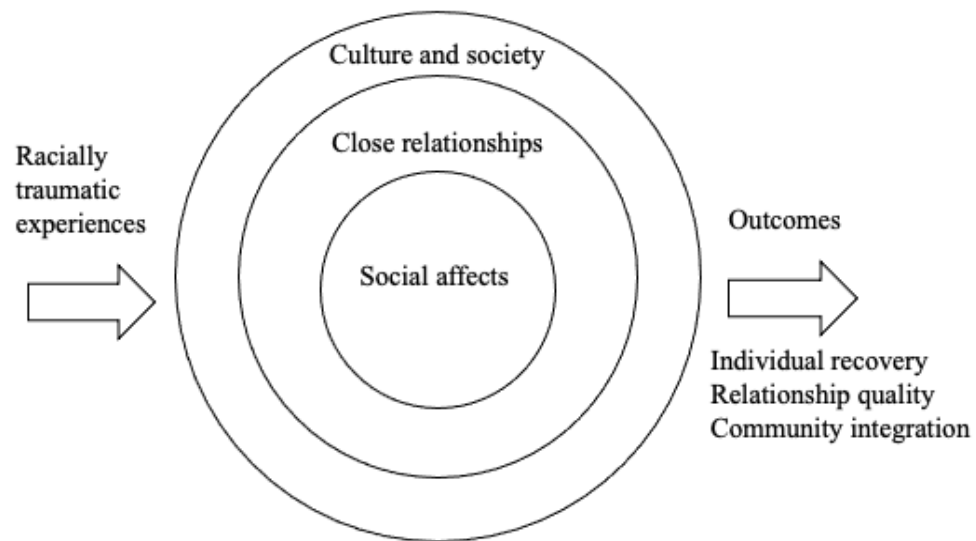 Culture and society
Close relationships
Racially
traumatic
experiences
Social affects
Outcomes
Individual recovery
Relationship quality
Community integration